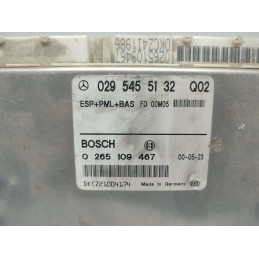 029 545 51 32 Q02
ESP+PML+BAS FD 00M05
BOSCH
0 265 109 467 00-05-23
Made in Germany